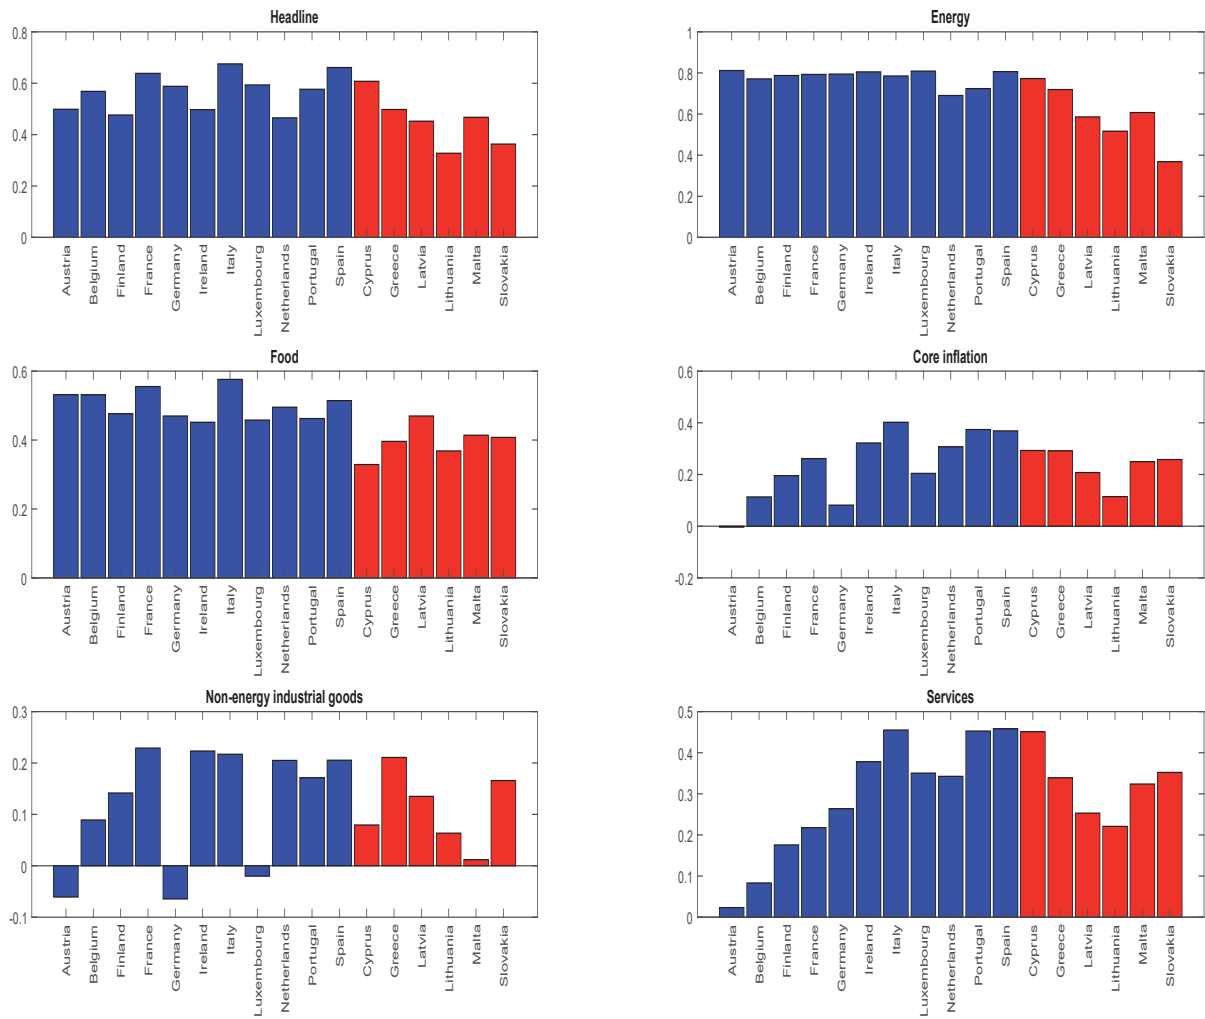 Headline
0.8
0.6
0.4
0.2
0
Austria
Belgium
Finland
France
Germany
Ireland
Italy
Luxembourg
Netherlands
Portugal
Spain
Cyprus
Greece
Latvia
Lithuania
Malta
Slovakia
Energy
1
0.8
0.6
0.4
0.2
0
Austria
Belgium
Finland
France
Germany
Ireland
Italy
Luxembourg
Netherlands
Portugal
Spain
Cyprus
Greece
Latvia
Lithuania
Malta
Slovakia
Food
0.6
0.4
0.2
0
Austria
Belgium
Finland
France
Germany
Ireland
Italy
Luxembourg
Netherlands
Portugal
Spain
Cyprus
Greece
Latvia
Lithuania
Malta
Slovakia
Core inflation
0.6
0.4
0.2
0
-0.2
Austria
Belgium
Finland
France
Germany
Ireland
Italy
Luxembourg
Netherlands
Portugal
Spain
Cyprus
Greece
Latvia
Lithuania
Malta
Slovakia
Non-energy industrial goods
0.3
0.2
0.1
0
-0.1
Austria
Belgium
Finland
France
Germany
Ireland
Italy
Luxembourg
Netherlands
Portugal
Spain
Cyprus
Greece
Latvia
Lithuania
Malta
Slovakia
Services
0.5
0.4
0.3
0.2
0.1
0
Austria
Belgium
Finland
France
Germany
Ireland
Italy
Luxembourg
Netherlands
Portugal
Spain
Cyprus
Greece
Latvia
Lithuania
Malta
Slovakia